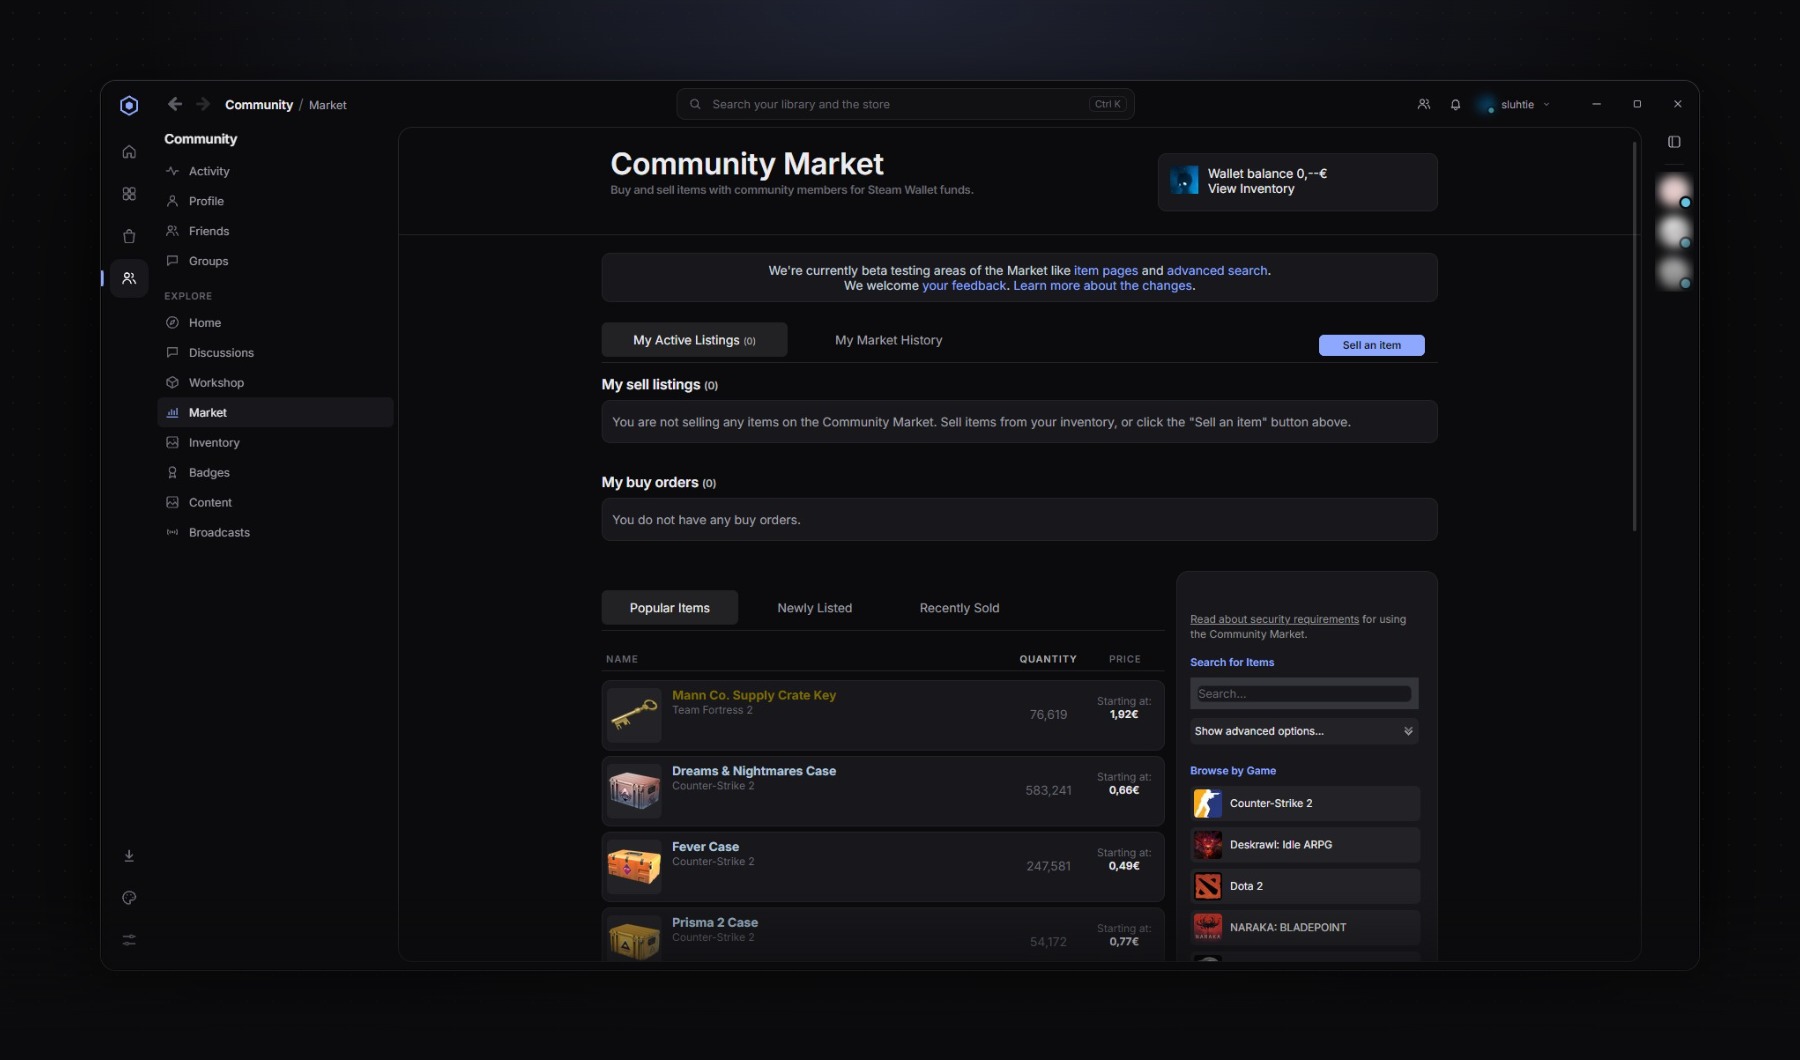 Community / Market
Search your library and the store
Ctrl K
sluhtie
Community
Activity
Profile
Friends
Groups
EXPLORE
Home
Discussions
Workshop
Market
Inventory
Badges
Content
Broadcasts
Community Market
Buy and sell items with community members for Steam Wallet funds.
Wallet balance 0,--€
View Inventory
We're currently beta testing areas of the Market like item pages and advanced search.
We welcome your feedback. Learn more about the changes.
My Active Listings (0)
My Market History
Sell an item
My sell listings (0)
You are not selling any items on the Community Market. Sell items from your inventory, or click the "Sell an item" button above.
My buy orders (0)
You do not have any buy orders.
Popular Items
Newly Listed
Recently Sold
NAME
QUANTITY
PRICE
Mann Co. Supply Crate Key
Team Fortress 2
76,619
Starting at:
1,92€
Dreams & Nightmares Case
Counter-Strike 2
583,241
Starting at:
0,66€
Fever Case
Counter-Strike 2
247,581
Starting at:
0,49€
Prisma 2 Case
Counter-Strike 2
54,172
Starting at:
0,77€
Read about security requirements for using
the Community Market.
Search for Items
Search...
Show advanced options...
Browse by Game
Counter-Strike 2
Deskrawl: Idle ARPG
Dota 2
NARAKA
NARAKA: BLADEPOINT